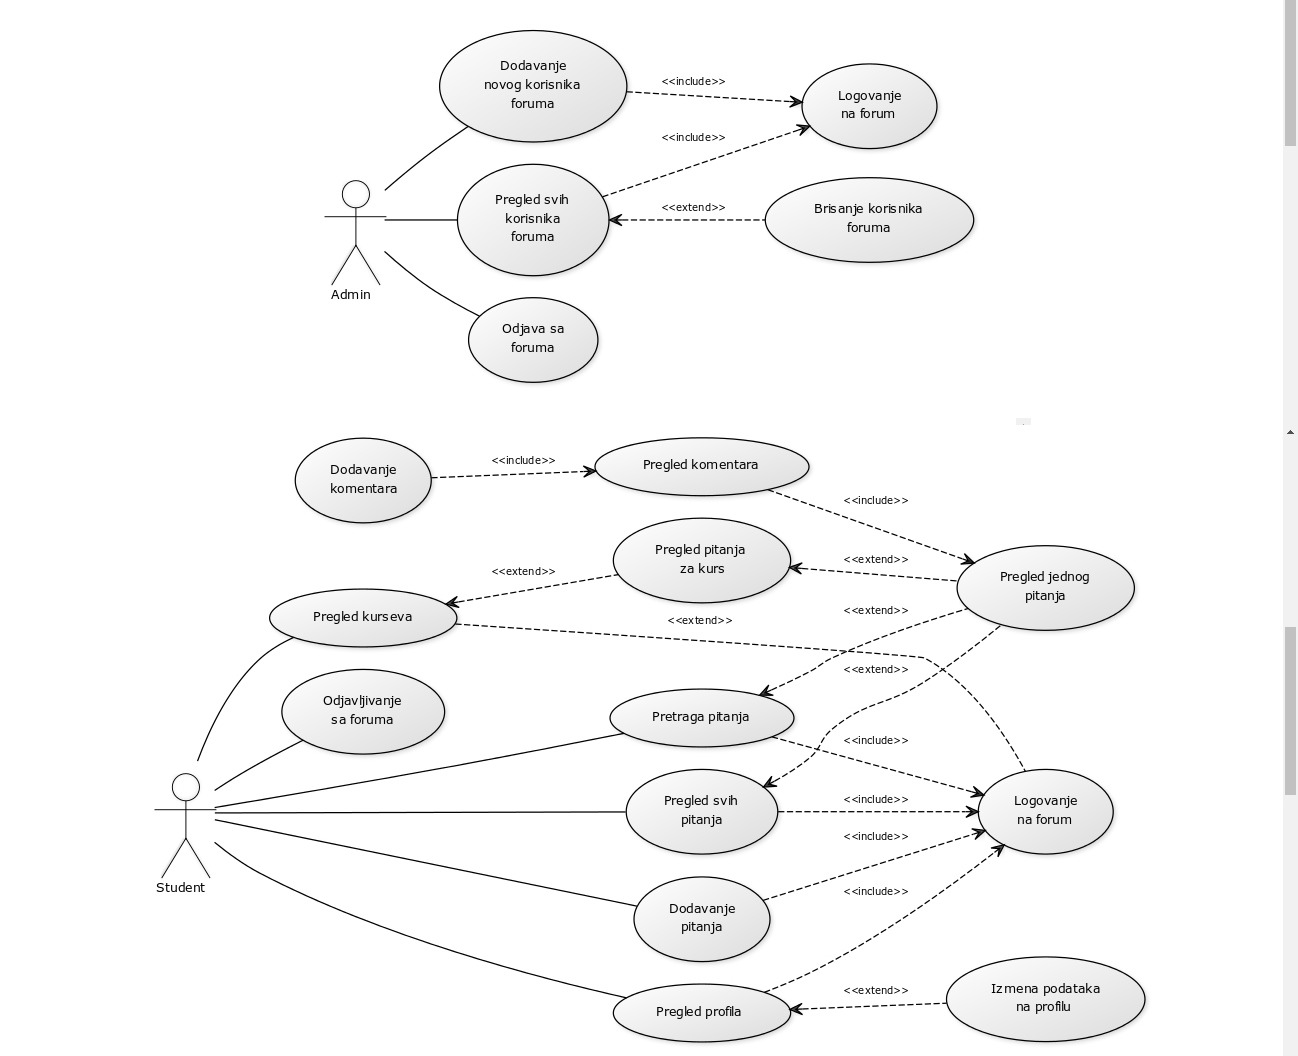 Dodavanje
novog korisnika
foruma
<<include>>
Logovanje
na forum
<<include>>
Pregled svih
korisnika
foruma
<<extend>>
Brisanje korisnika
foruma
Admin
Odjava sa
foruma
Dodavanje
komentara
<<include>>
Pregled komentara
<<include>>
Pregled pitanja
za kurs
<<extend>>
Pregled jednog
pitanja
<<extend>>
Pregled kurseva
<<extend>>
<<extend>>
<<extend>>
Odjavljivanje
sa foruma
Pretraga pitanja
<<include>>
Pregled svih
pitanja
<<include>>
Logovanje
na forum
<<include>>
Student
<<include>>
Dodavanje
pitanja
<<extend>>
Izmena podataka
na profilu
Pregled profila